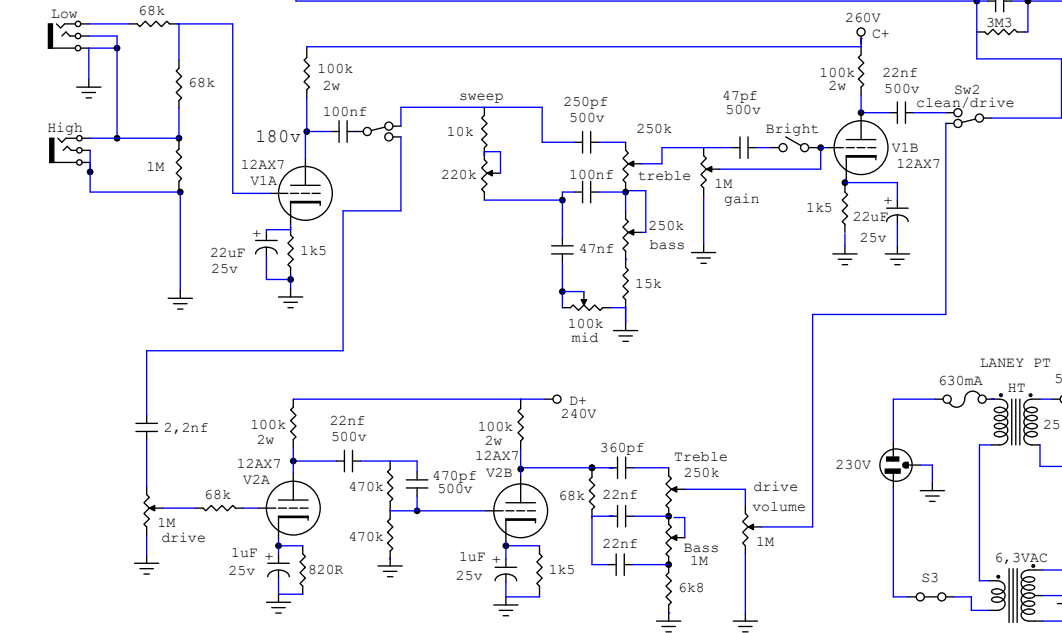 Low
68k
68k
High
1M
100k
2w
180v
100nf
12AX7
V1A
22uF
25v
1k5
sweep
10k
220k
250pf
500v
250k
treble
100nf
47nf
250k
bass
15k
100k
mid
47pf
500v
Bright
1M
gain
260V
C+
100k
2w
22nf
500v
Sw2
clean/drive
3M3
V1B
12AX7
1k5
22uF
25v
2,2nf
1M
drive
68k
100k
2w
12AX7
V2A
22nf
500v
470k
470pf
500v
470k
1uF
25v
820R
D+
240V
100k
2w
12AX7
V2B
1uF
25v
1k5
360pf
68k
22nf
22nf
Treble
250k
Bass
1M
6k8
drive
volume
1M
LANEY PT
630mA
HT
5
25
230V
6,3VAC
S3